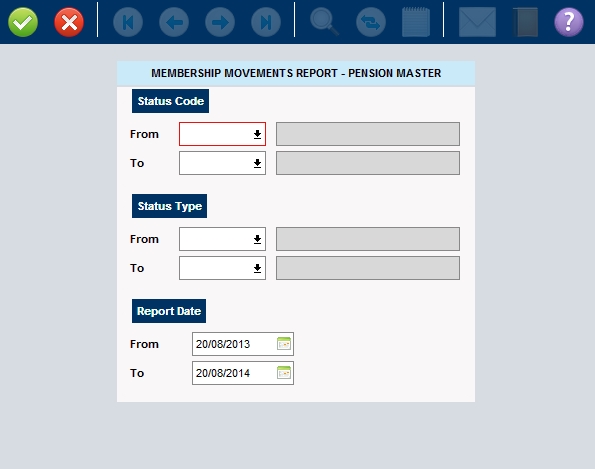 MEMBERSHIP MOVEMENTS REPORT - PENSION MASTER
Status Code
From
To
Status Type
From
To
Report Date
From 20/08/2013
To 20/08/2014